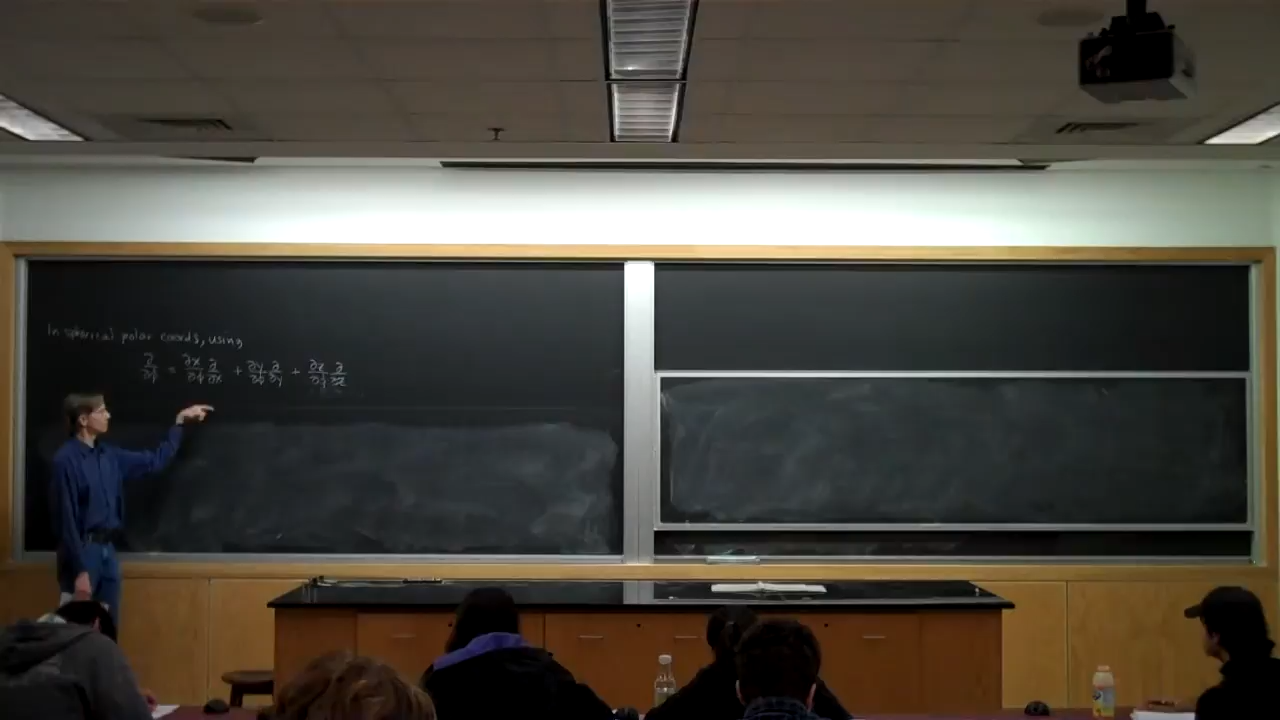 In spherical polar coords, using
∂/∂ϕ = ∂x/∂ϕ ∂/∂x + ∂y/∂ϕ ∂/∂y + ∂z/∂ϕ ∂/∂z